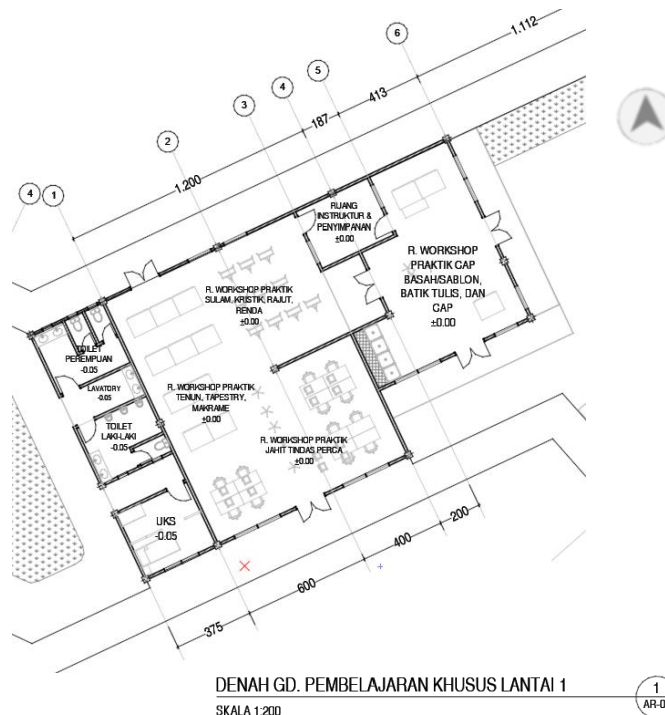 6
1.112
5
413
4
187
3
2
1.200
4
1
RUANG
INSTRUKTUR &
PENYIMPANAN
±0.00
R. WORKSHOP
PRAKTIK CAP
BASAH/SABLON,
BATIK TULIS, DAN
CAP
±0.00
R. WORKSHOP PRAKTIK
SULAM, KRISTIK, RAJUT,
RENDA
±0.00
TOILET
PEREMPUAN
-0.05
LAVATORY
-0.05
R. WORKSHOP PRAKTIK
TENUN, TAPESTRY,
MAKRAME
±0.00
TOILET
LAKI-LAKI
-0.05
R. WORKSHOP PRAKTIK
JAHIT TINDAS PERCA
±0.00
UKS
-0.05
200
400
600
375
DENAH GD. PEMBELAJARAN KHUSUS LANTAI 1
SKALA 1:200
1